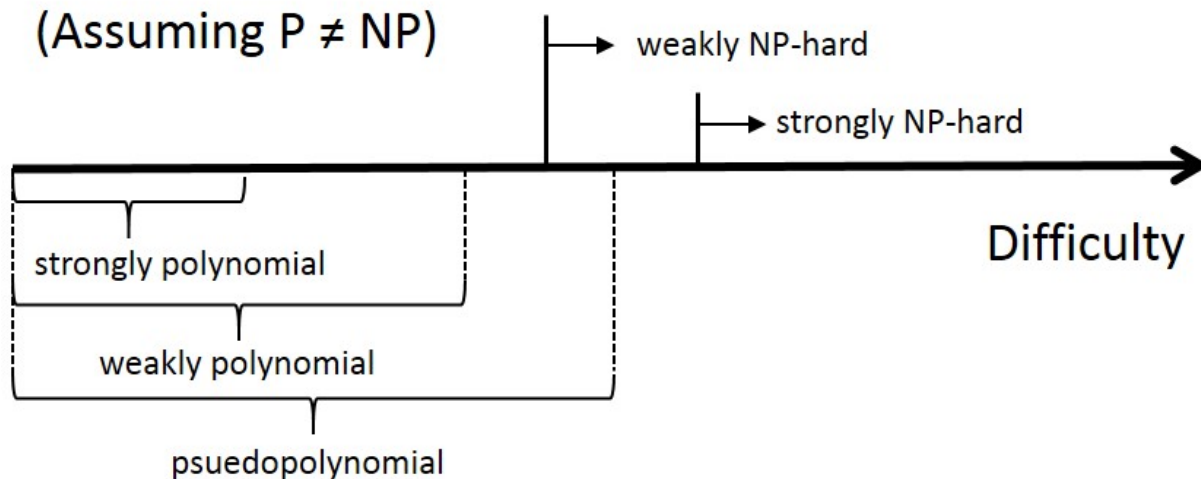 (Assuming P ≠ NP)
weakly NP-hard
strongly NP-hard
Difficulty
strongly polynomial
weakly polynomial
psuedopolynomial